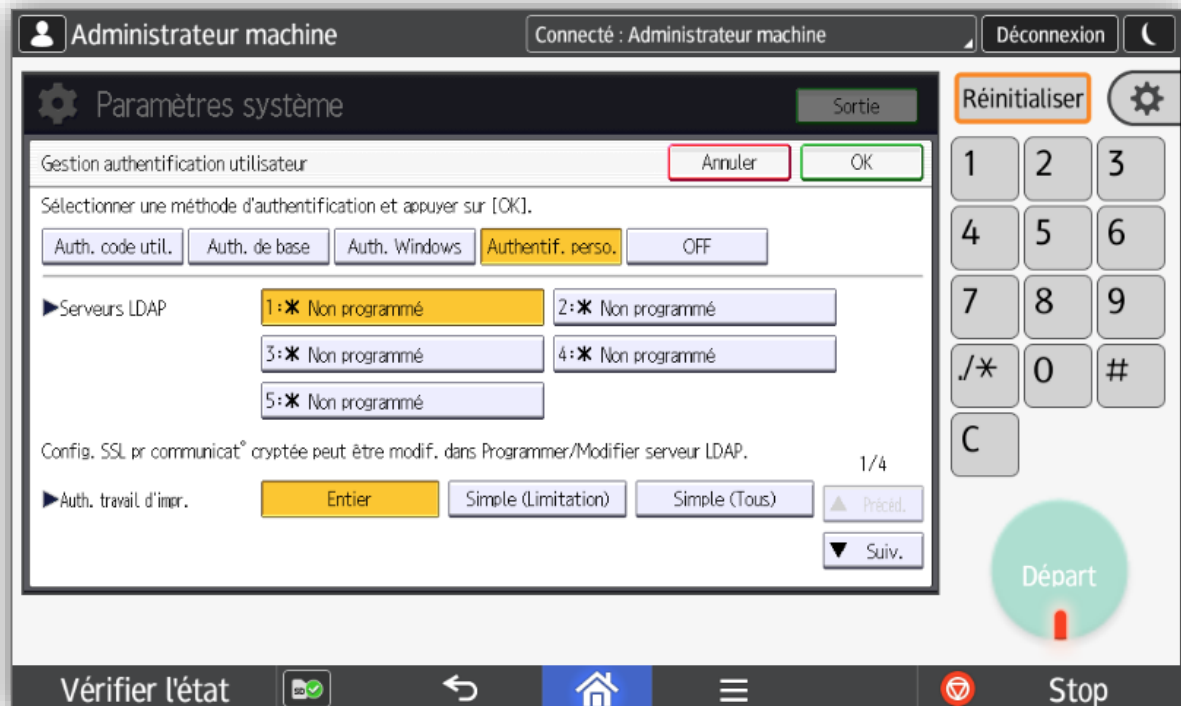 Administrateur machine
Connecté : Administrateur machine
Déconnexion
Paramètres système
Sortie
Réinitialiser
Gestion authentification utilisateur
Annuler
OK
Sélectionner une méthode d'authentification et appuyer sur [OK].
Auth. code util.
Auth. de base
Auth. Windows
Authentif. perso.
OFF
▶Serveurs LDAP
1:✱ Non programmé
2:✱ Non programmé
3:✱ Non programmé
4:✱ Non programmé
5:✱ Non programmé
Config. SSL pr communicat° cryptée peut être modif. dans Programmer/Modifier serveur LDAP.
1/4
▶Auth. travail d'impr.
Entier
Simple (Limitation)
Simple (Tous)
▲ Précéd.
▼ Suiv.
1 2 3
4 5 6
7 8 9
./✱ 0 #
C
Départ
Vérifier l'état
SD
Stop